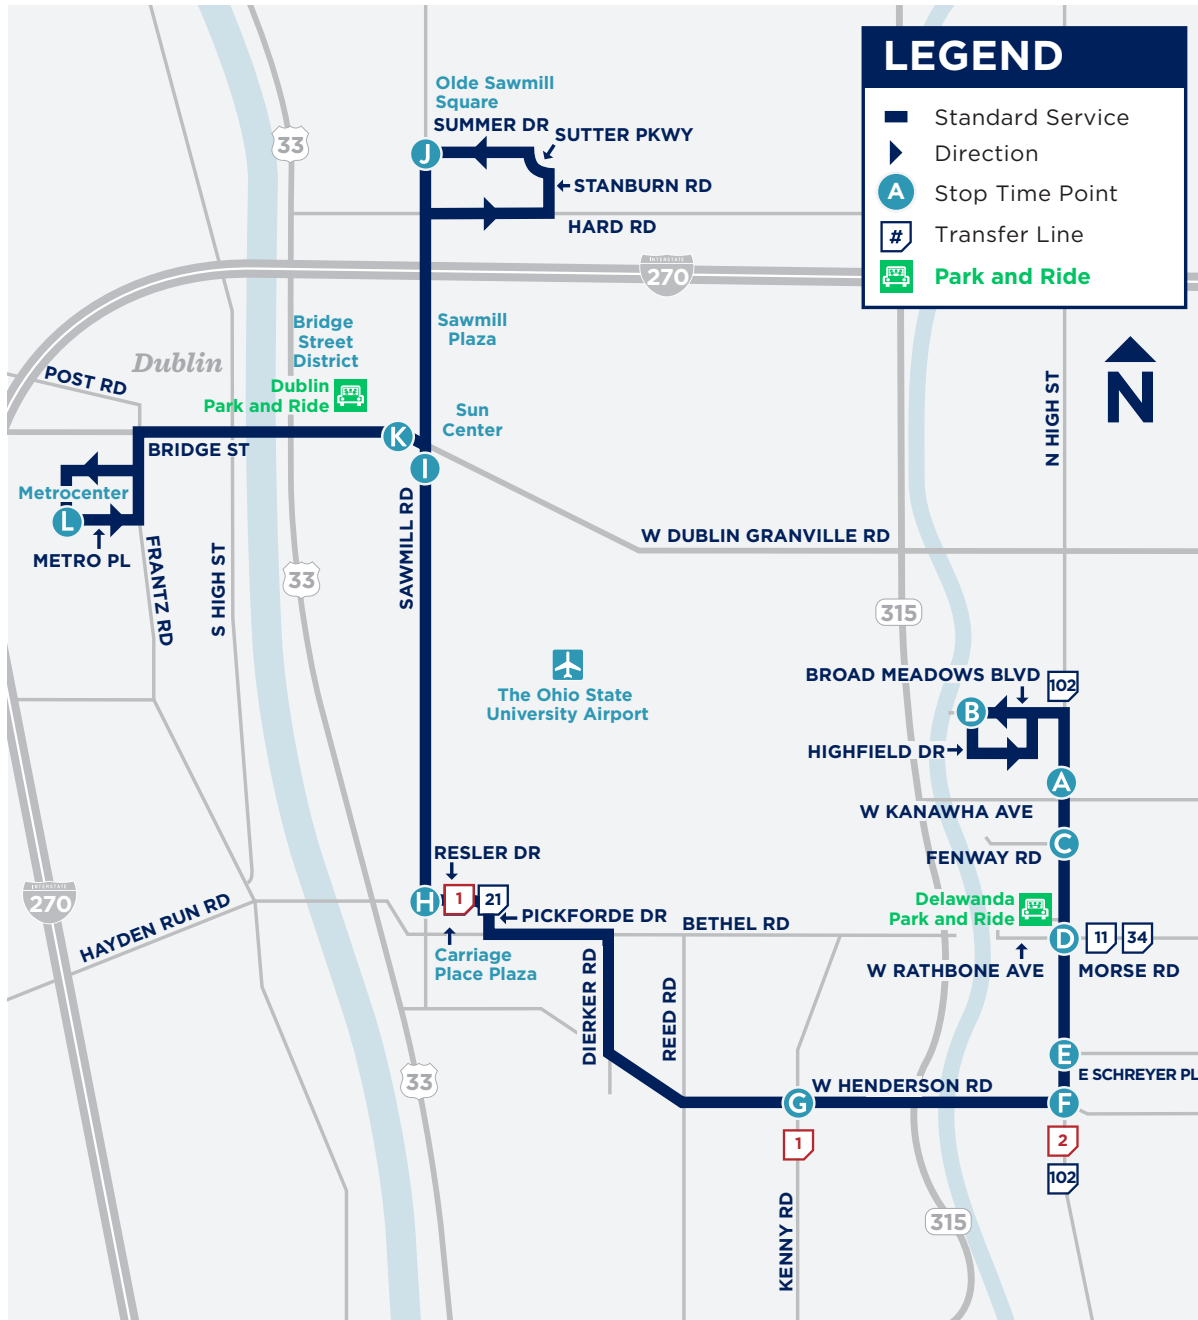 LEGEND
Standard Service
Direction
A
Stop Time Point
#
Transfer Line
Park and Ride
Olde Sawmill
Square
SUMMER DR
SUTTER PKWY
33
J
STANBURN RD
HARD RD
INTERSTATE
270
Bridge
Street
District
Sawmill
Plaza
Dublin
POST RD
Dublin
Park and Ride
Sun
Center
N HIGH ST
N
K
BRIDGE ST
I
Metrocenter
L
METRO PL
FRANTZ RD
S HIGH ST
33
SAWMILL RD
W DUBLIN GRANVILLE RD
315
The Ohio State
University Airport
BROAD MEADOWS BLVD
102
B
HIGHFIELD DR
A
W KANAWHA AVE
C
FENWAY RD
RESLER DR
H
1
21
PICKFORDE DR
BETHEL RD
Carriage
Place Plaza
INTERSTATE
270
HAYDEN RUN RD
Delawanda
Park and Ride
D
11
34
W RATHBONE AVE
MORSE RD
DIERKER RD
REED RD
E
E SCHREYER PL
33
W HENDERSON RD
G
F
1
2
102
KENNY RD
315